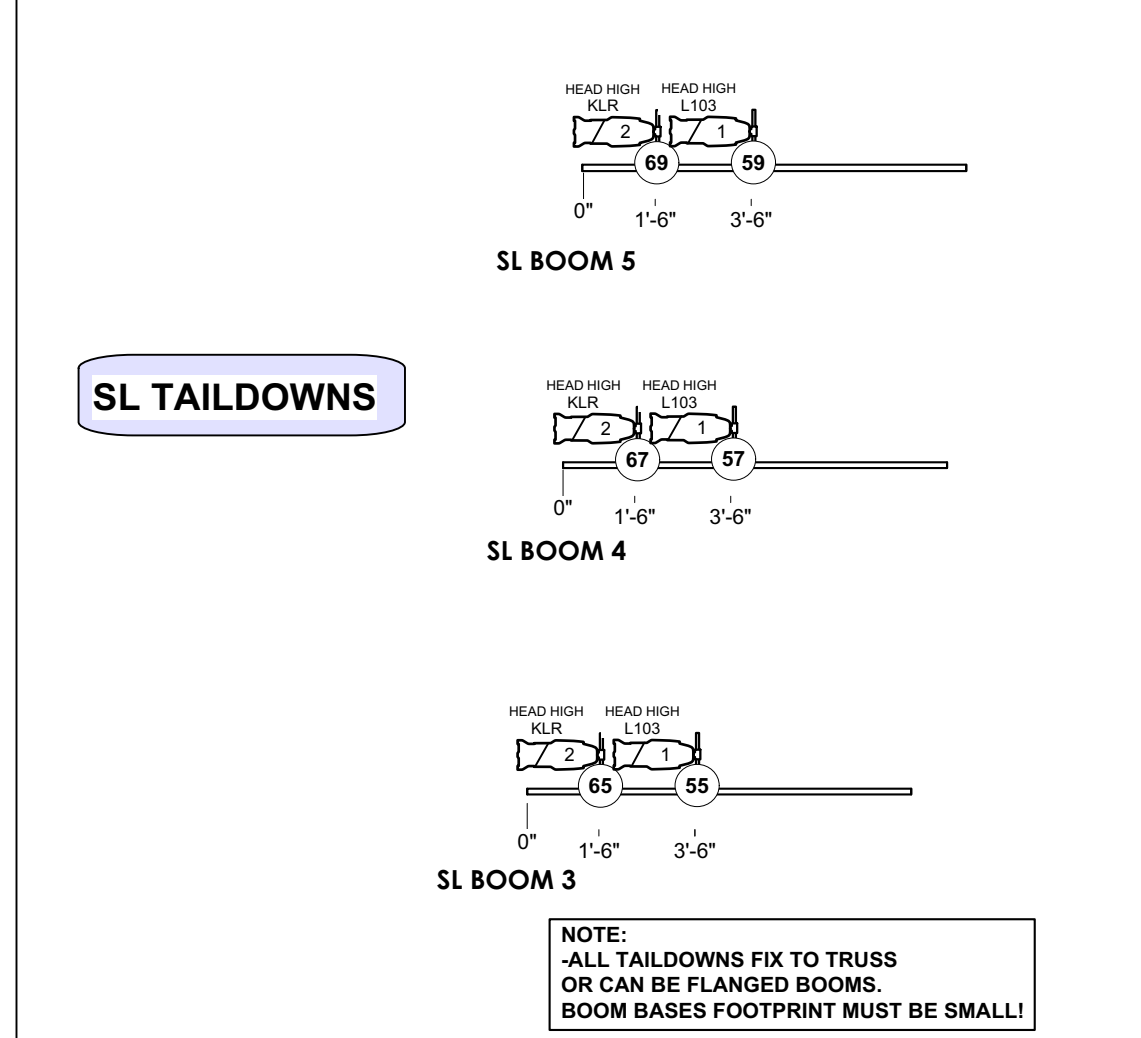 HEAD HIGH HEAD HIGH
KLR L103
2 1
69 59
0" 1'-6" 3'-6"
SL BOOM 5
SL TAILDOWNS
HEAD HIGH HEAD HIGH
KLR L103
2 1
67 57
0" 1'-6" 3'-6"
SL BOOM 4
HEAD HIGH HEAD HIGH
KLR L103
2 1
65 55
0" 1'-6" 3'-6"
SL BOOM 3
NOTE:
-ALL TAILDOWNS FIX TO TRUSS
OR CAN BE FLANGED BOOMS.
BOOM BASES FOOTPRINT MUST BE SMALL!